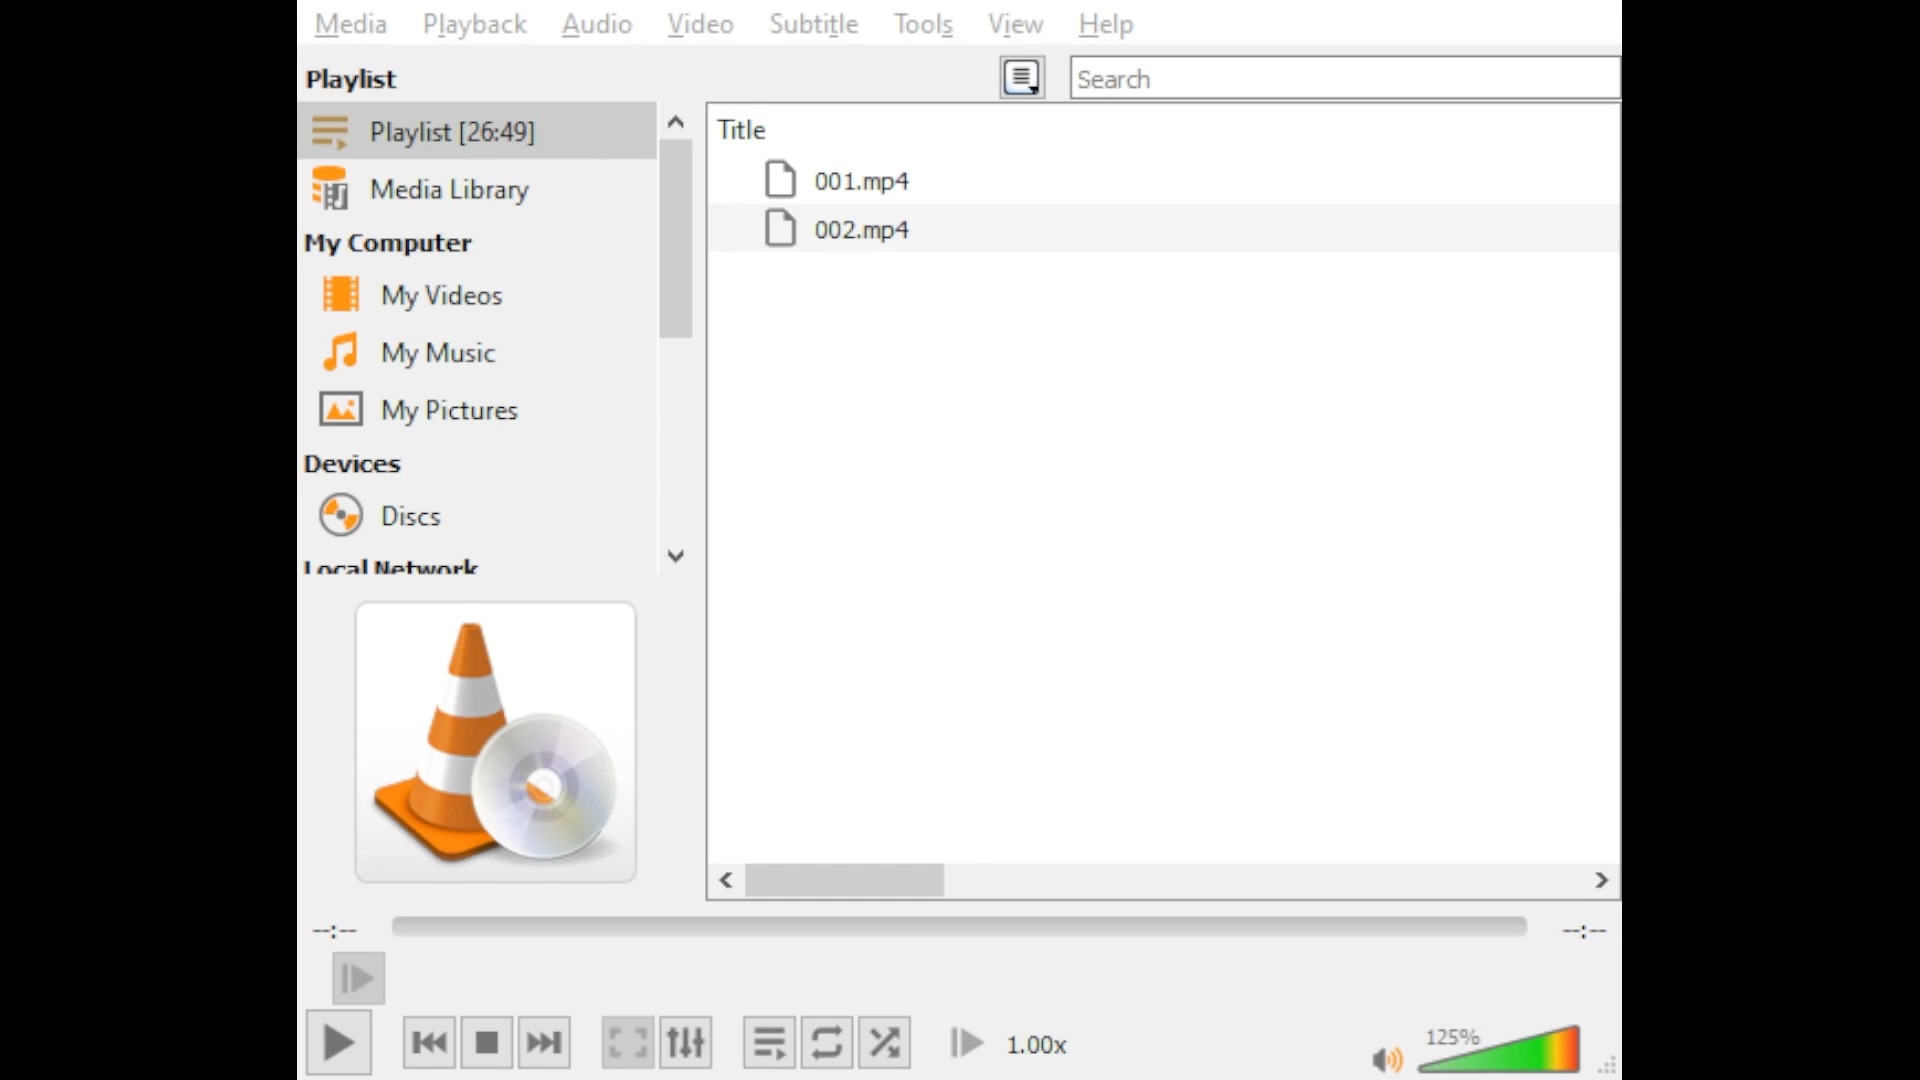 Media Playback Audio Video Subtitle Tools View Help
Playlist
Search
Playlist [26:49]
Media Library
My Computer
My Videos
My Music
My Pictures
Devices
Discs
Local Network
Title
001.mp4
002.mp4
--:--
--:--
1.00x
125%